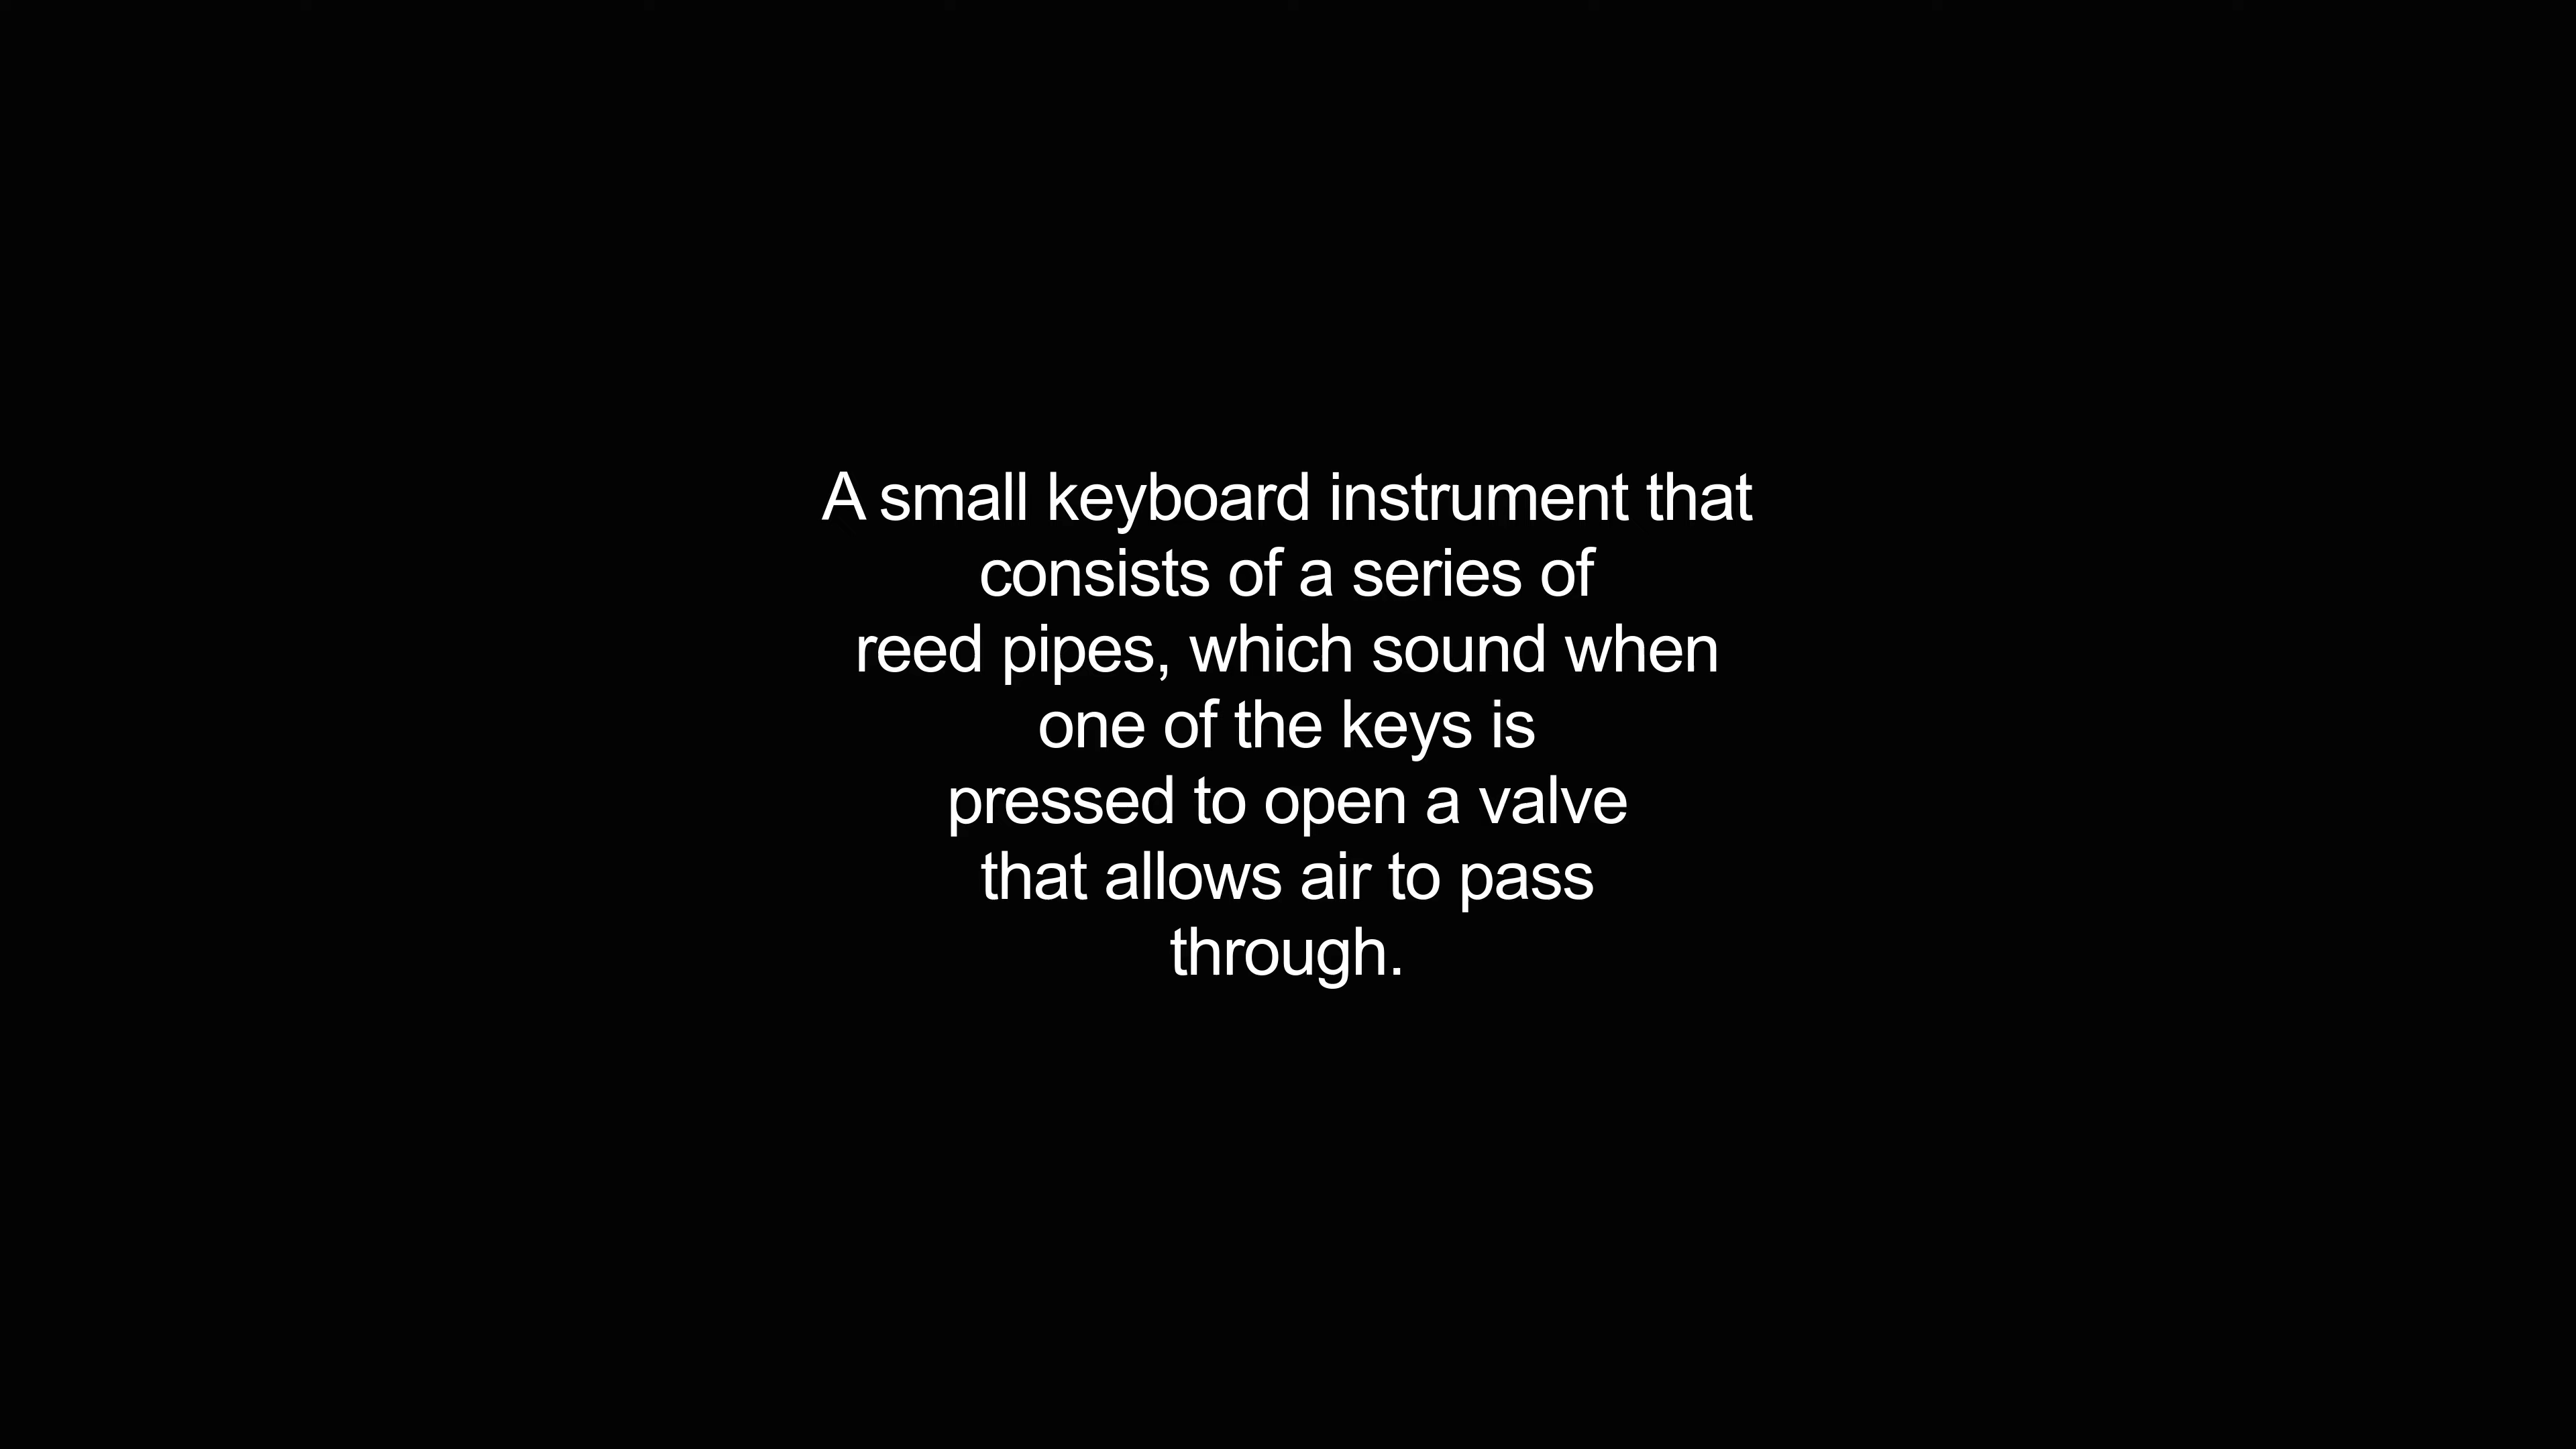 A small keyboard instrument that
consists of a series of
reed pipes, which sound when
one of the keys is
pressed to open a valve
that allows air to pass
through.